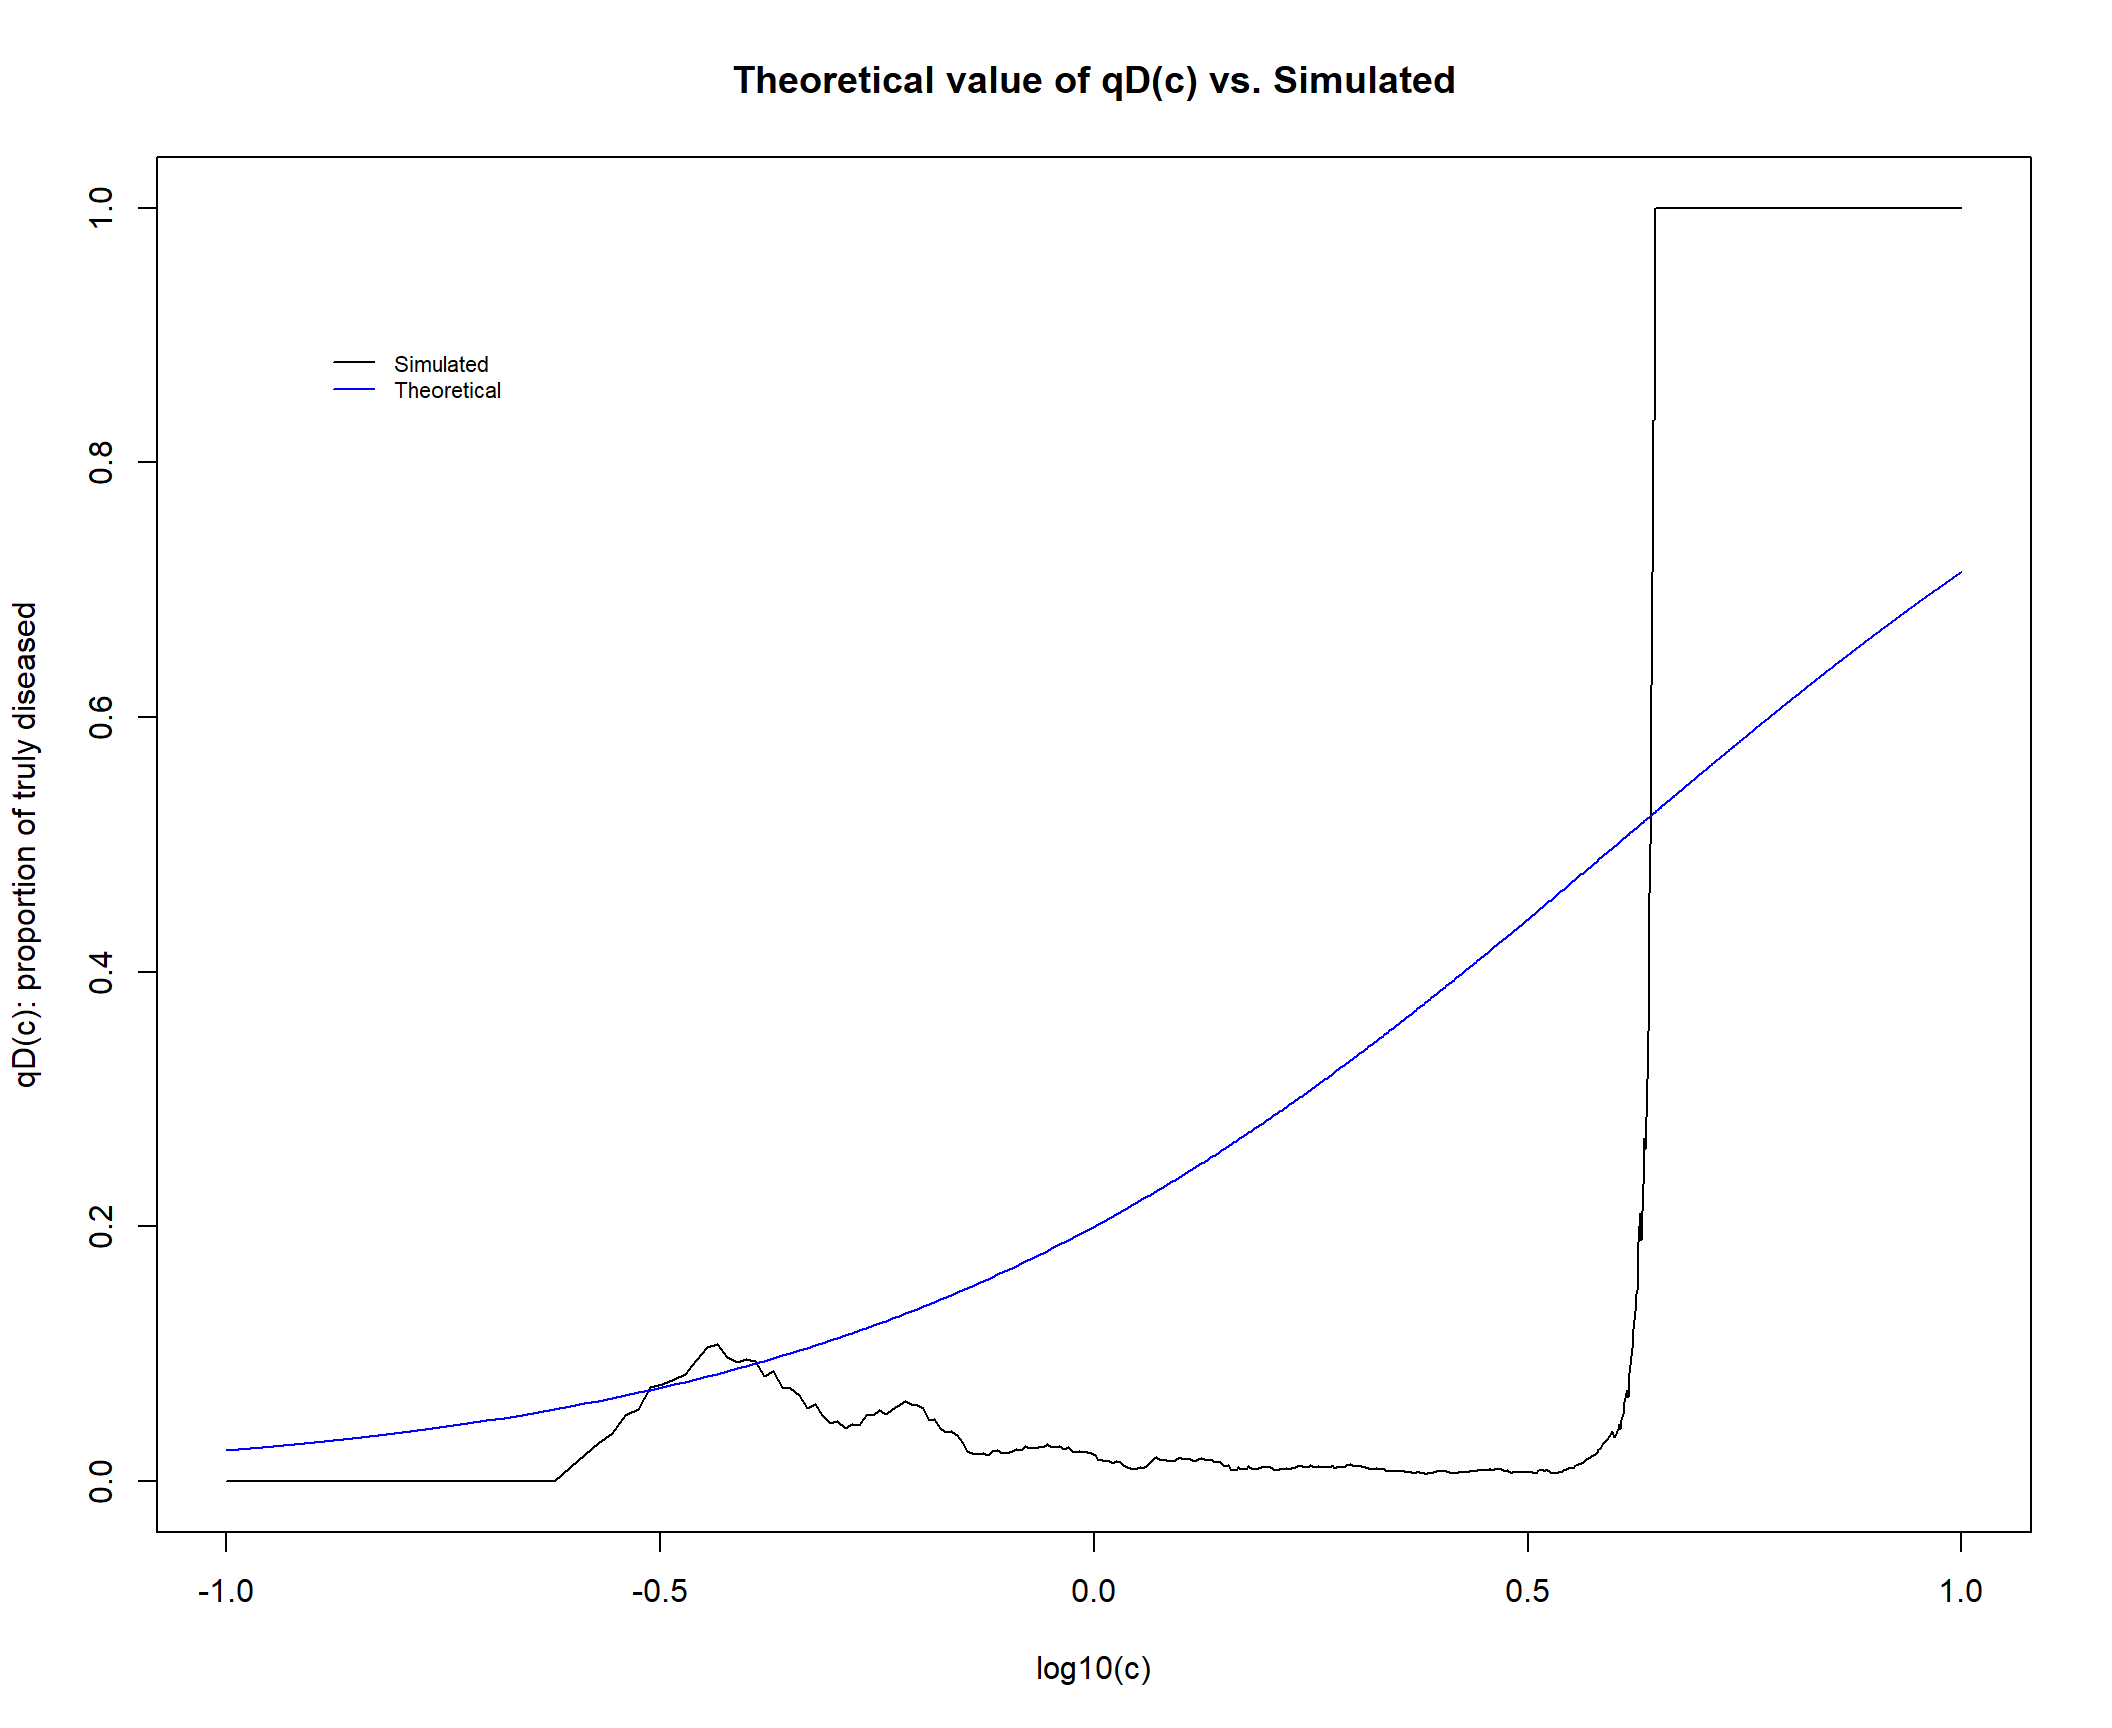 Theoretical value of qD(c) vs. Simulated
1.0
0.8
0.6
0.4
0.2
0.0
qD(c): proportion of truly diseased
Simulated
Theoretical
-1.0
-0.5
0.0
0.5
1.0
log10(c)